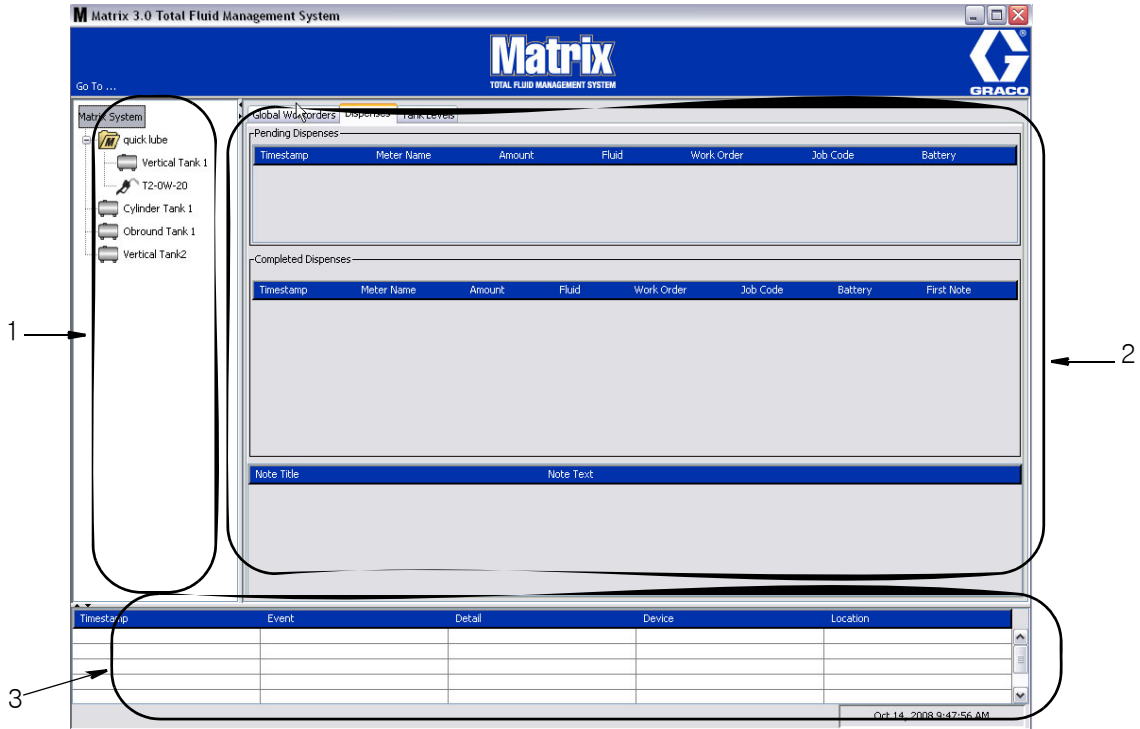 Matrix 3.0 Total Fluid Management System
Matrix
TOTAL FLUID MANAGEMENT SYSTEM
Go To ...
GRACO
Matrix System
quick lube
Vertical Tank 1
T2-0W-20
Cylinder Tank 1
Obround Tank 1
Vertical Tank2
Global Workorders Dispenses Tank Levels
Pending Dispenses
Timestamp Meter Name Amount Fluid Work Order Job Code Battery
Completed Dispenses
Timestamp Meter Name Amount Fluid Work Order Job Code Battery First Note
Note Title Note Text
1
2
Timestamp Event Detail Device Location
3
Oct 14, 2008 9:47:56 AM